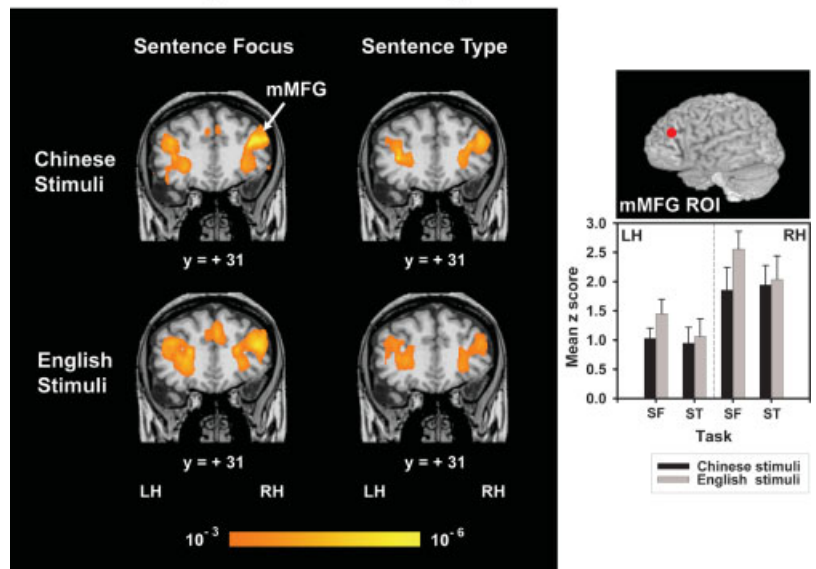 Sentence Focus
Sentence Type
mMFG
Chinese
Stimuli
y = + 31
y = + 31
English
Stimuli
y = + 31
y = + 31
LH
RH
LH
RH
10⁻³
10⁻⁶
mMFG ROI
LH
RH
3.0
2.5
2.0
1.5
1.0
0.5
0.0
Mean z score
SF
ST
SF
ST
Task
Chinese stimuli
English stimuli